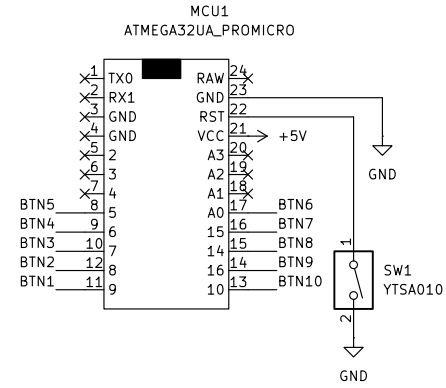 MCU1
ATMEGA32UA_PROMICRO
1 TX0 RAW 24
2 RX1 GND 23
3 GND RST 22
4 GND VCC 21 +5V
5 2 A3 20
6 3 A2 19
7 4 A1 18
GND
BTN5 8 5 A0 17 BTN6
BTN4 9 6 15 16 BTN7
BTN3 10 7 14 15 BTN8
BTN2 12 8 16 14 BTN9
BTN1 11 9 10 13 BTN10
1
SW1
YTSA010
2
GND